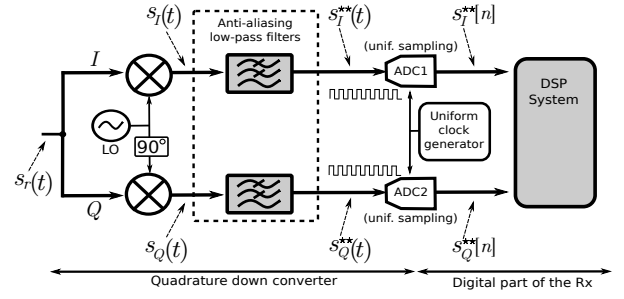 s_I(t)
Anti-aliasing
low-pass filters
s_I^{★★}(t)
s_I^{★★}[n]
(unif. sampling)
I
ADC1
DSP
System
LO
90°
Uniform
clock
generator
s_r(t)
Q
ADC2
(unif. sampling)
s_Q(t)
s_Q^{★★}(t)
s_Q^{★★}[n]
Quadrature down converter
Digital part of the Rx